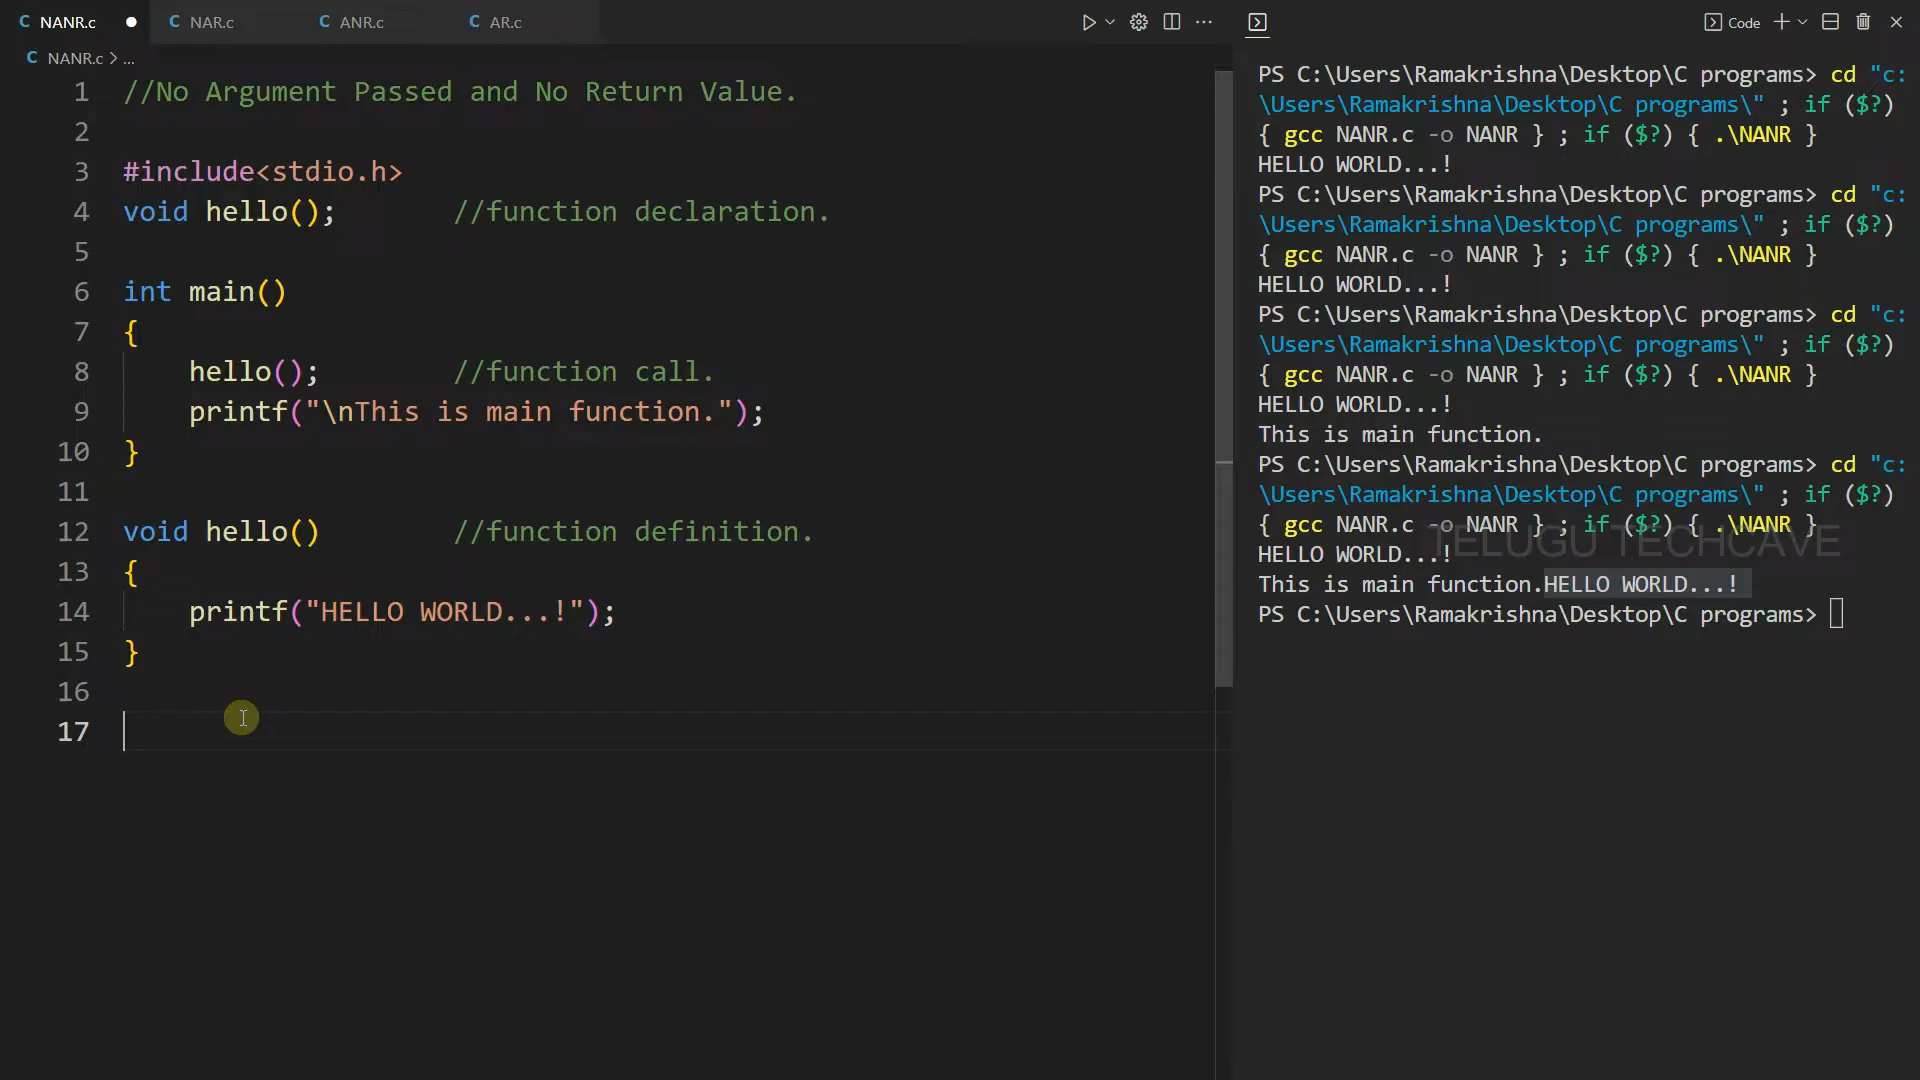 C NANR.c ● C NAR.c C ANR.c C AR.c
C NANR.c > ...
1 //No Argument Passed and No Return Value.
2
3 #include<stdio.h>
4 void hello(); //function declaration.
5
6 int main()
7 {
8 hello(); //function call.
9 printf("\nThis is main function.");
10 }
11
12 void hello() //function definition.
13 {
14 printf("HELLO WORLD...!");
15 }
16
17
Code
PS C:\Users\Ramakrishna\Desktop\C programs> cd "c:
\Users\Ramakrishna\Desktop\C programs\" ; if ($?)
{ gcc NANR.c -o NANR } ; if ($?) { .\NANR }
HELLO WORLD...!
PS C:\Users\Ramakrishna\Desktop\C programs> cd "c:
\Users\Ramakrishna\Desktop\C programs\" ; if ($?)
{ gcc NANR.c -o NANR } ; if ($?) { .\NANR }
HELLO WORLD...!
PS C:\Users\Ramakrishna\Desktop\C programs> cd "c:
\Users\Ramakrishna\Desktop\C programs\" ; if ($?)
{ gcc NANR.c -o NANR } ; if ($?) { .\NANR }
HELLO WORLD...!
This is main function.
PS C:\Users\Ramakrishna\Desktop\C programs> cd "c:
\Users\Ramakrishna\Desktop\C programs\" ; if ($?)
{ gcc NANR.c -o NANR } ; if ($?) { .\NANR }
TELUGU TECHCAVE
HELLO WORLD...!
This is main function.HELLO WORLD...!
PS C:\Users\Ramakrishna\Desktop\C programs>